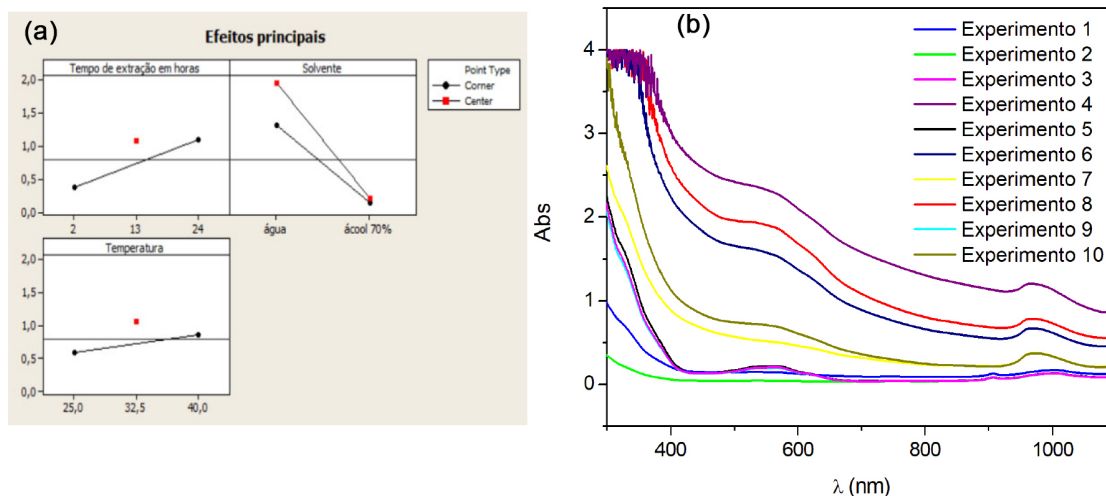 (a)
Efeitos principais
Tempo de extração em horas
Solvente
Point Type
Corner
Center
2,0
1,5
1,0
0,5
0,0
2
13
24
água
ácool 70%
Temperatura
2,0
1,5
1,0
0,5
0,0
25,0
32,5
40,0
(b)
Experimento 1
Experimento 2
Experimento 3
Experimento 4
Experimento 5
Experimento 6
Experimento 7
Experimento 8
Experimento 9
Experimento 10
Abs
4
3
2
1
0
400
600
800
1000
λ (nm)